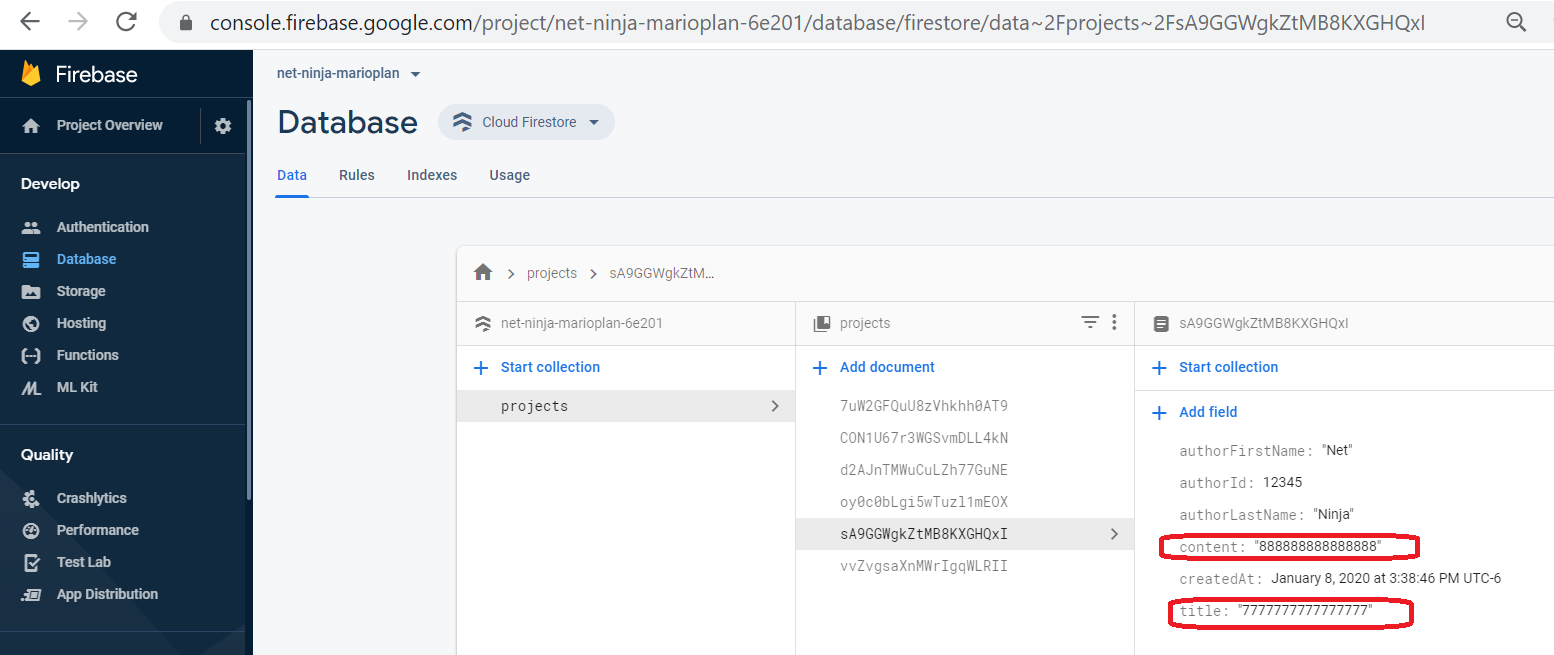 console.firebase.google.com/project/net-ninja-marioplan-6e201/database/firestore/data~2Fprojects~2FsA9GGWgkZtMB8KXGHQxI
Firebase
Project Overview
Develop
Authentication
Database
Storage
Hosting
Functions
ML Kit
Quality
Crashlytics
Performance
Test Lab
App Distribution
net-ninja-marioplan
Database
Cloud Firestore
Data Rules Indexes Usage
projects sA9GGWgkZtM...
net-ninja-marioplan-6e201
Start collection
projects
projects
Add document
7uW2GFQuU8zVhkhh0AT9
CON1U67r3WGSvmDLL4kN
d2AJnTMWuCuLZh77GuNE
oy0c0bLgi5wTuzl1mEOX
sA9GGWgkZtMB8KXGHQxI
vvZvgsaXnMWrIgqWLRII
sA9GGWgkZtMB8KXGHQxI
Start collection
Add field
authorFirstName: "Net"
authorId: 12345
authorLastName: "Ninja"
content: "888888888888888"
createdAt: January 8, 2020 at 3:38:46 PM UTC-6
title: "7777777777777777"